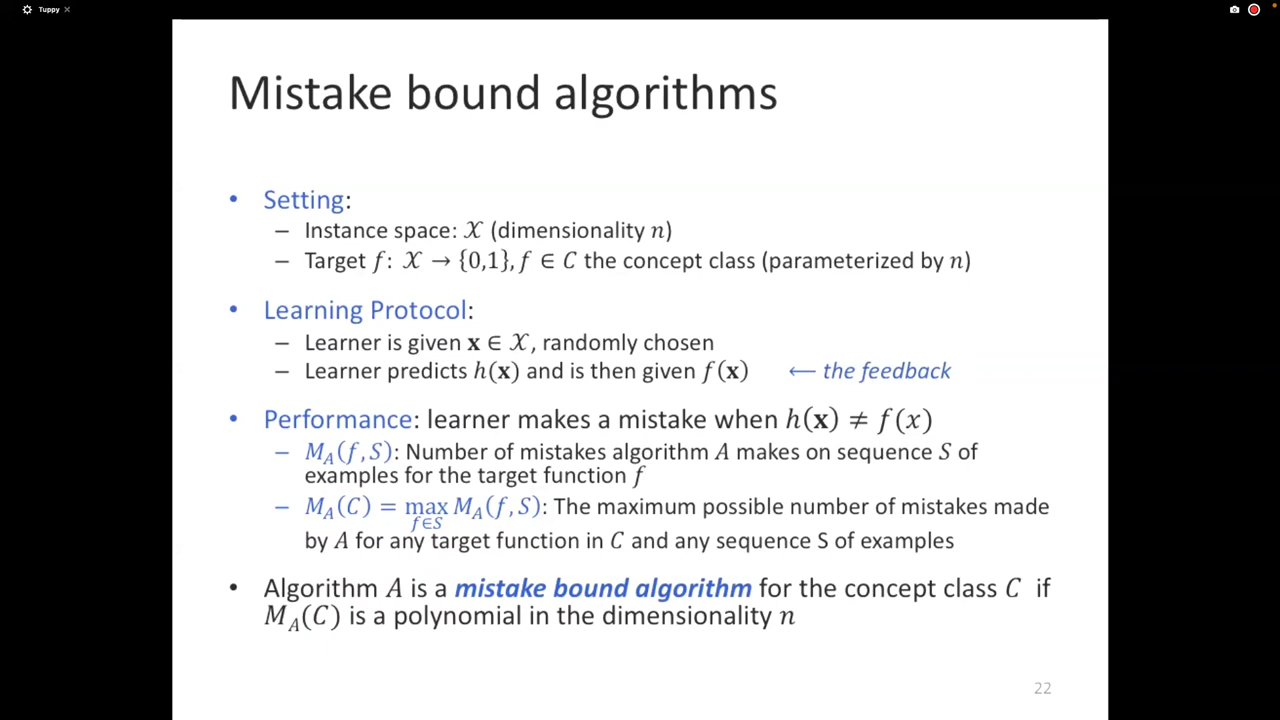 Tuppy
Mistake bound algorithms
• Setting:
– Instance space: 𝒳 (dimensionality n)
– Target f: 𝒳 → {0,1}, f ∈ C the concept class (parameterized by n)
• Learning Protocol:
– Learner is given x ∈ 𝒳, randomly chosen
– Learner predicts h(x) and is then given f(x) ⟵ the feedback
• Performance: learner makes a mistake when h(x) ≠ f(x)
– M_A(f,S): Number of mistakes algorithm A makes on sequence S of
examples for the target function f
– M_A(C) = max_{f∈S} M_A(f,S): The maximum possible number of mistakes made
by A for any target function in C and any sequence S of examples
• Algorithm A is a mistake bound algorithm for the concept class C if
M_A(C) is a polynomial in the dimensionality n
22